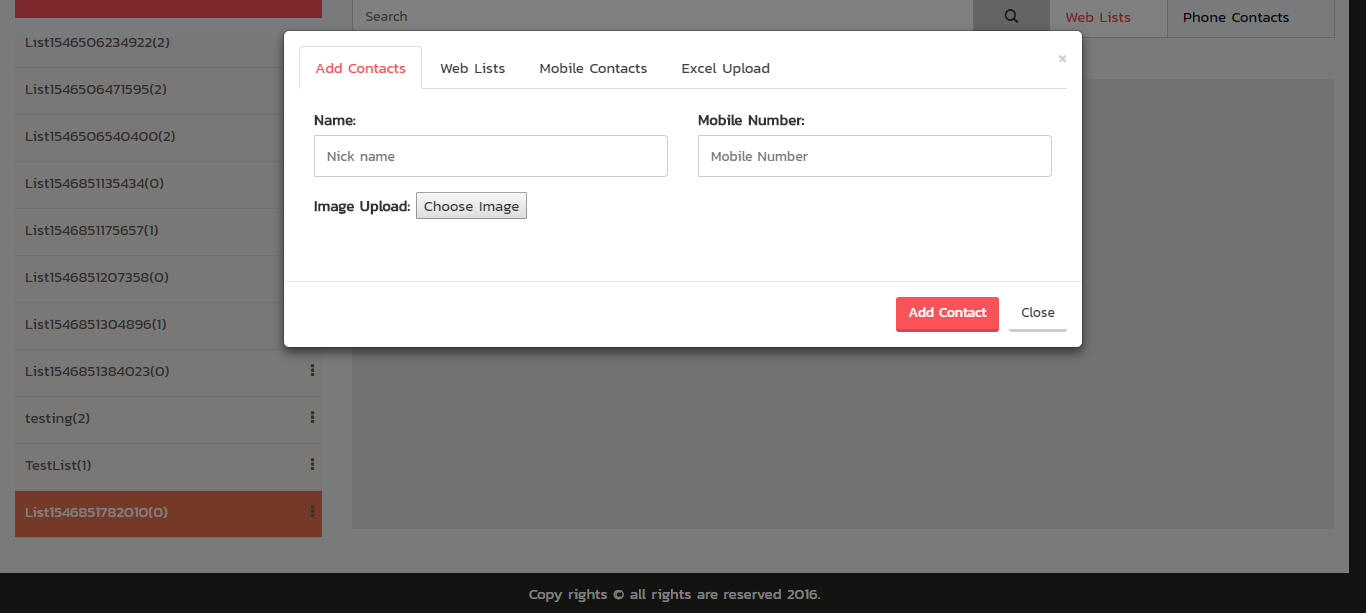 Search
Web Lists
Phone Contacts
List1546506234922(2)
List1546506471595(2)
List1546506540400(2)
List1546851135434(0)
List1546851175657(1)
List1546851207358(0)
List1546851304896(1)
List1546851384023(0)
testing(2)
TestList(1)
List1546851782010(0)
×
Add Contacts Web Lists Mobile Contacts Excel Upload
Name: Mobile Number:
Nick name Mobile Number
Image Upload: Choose Image
Add Contact Close
Copy rights © all rights are reserved 2016.